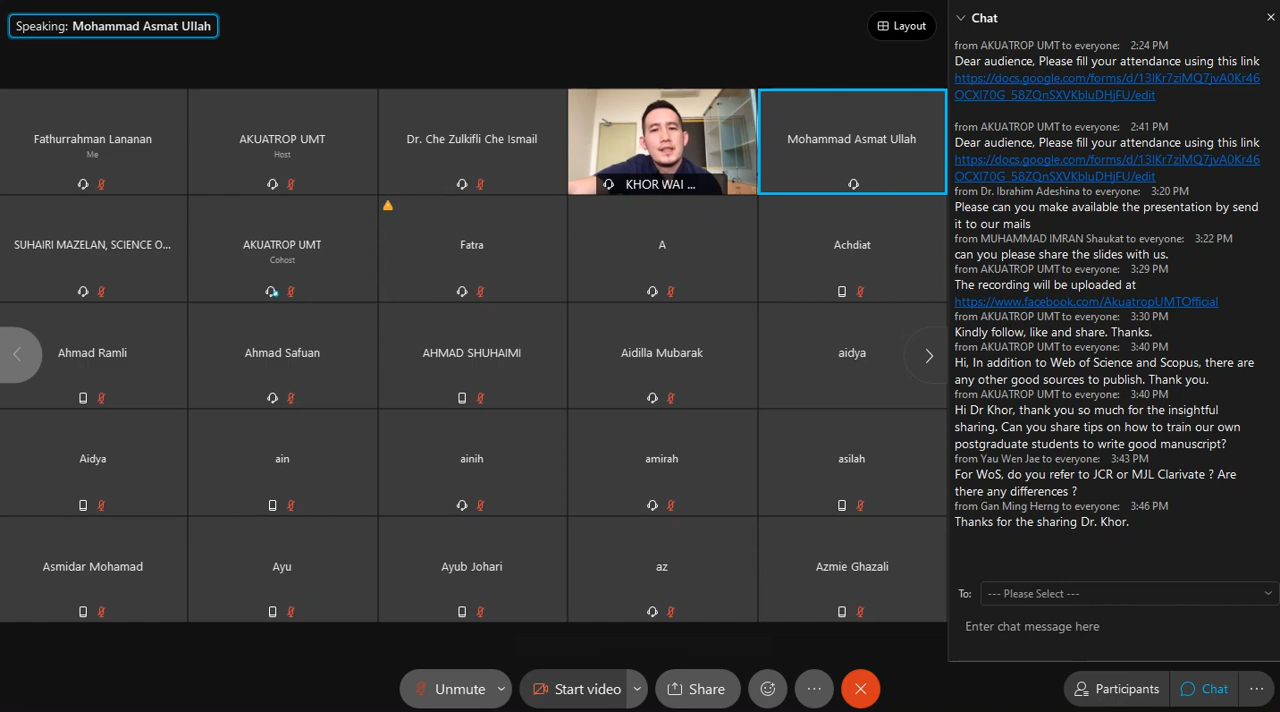 Speaking: Mohammad Asmat Ullah
Layout
Fathurrahman Lananan
Me
AKUATROP UMT
Host
Dr. Che Zulkifli Che Ismail
KHOR WAI ...
Mohammad Asmat Ullah
SUHAIRI MAZELAN, SCIENCE O...
AKUATROP UMT
Cohost
Fatra
A
Achdiat
Ahmad Ramli
Ahmad Safuan
AHMAD SHUHAIMI
Aidilla Mubarak
aidya
Aidya
ain
ainih
amirah
asilah
Asmidar Mohamad
Ayu
Ayub Johari
az
Azmie Ghazali
Unmute
Start video
Share
Chat
from AKUATROP UMT to everyone: 2:24 PM
Dear audience, Please fill your attendance using this link
https://docs.google.com/forms/d/13IKr7ziMQ7jvA0Kr46
OCXl70G_58ZQnSXVKbluDHjFU/edit
from AKUATROP UMT to everyone: 2:41 PM
Dear audience, Please fill your attendance using this link
https://docs.google.com/forms/d/13IKr7ziMQ7jvA0Kr46
OCXl70G_58ZQnSXVKbluDHjFU/edit
from Dr. Ibrahim Adeshina to everyone: 3:20 PM
Please can you make available the presentation by send
it to our mails
from MUHAMMAD IMRAN Shaukat to everyone: 3:22 PM
can you please share the slides with us.
from AKUATROP UMT to everyone: 3:29 PM
The recording will be uploaded at
https://www.facebook.com/AkuatropUMTOfficial
from AKUATROP UMT to everyone: 3:30 PM
Kindly follow, like and share. Thanks.
from AKUATROP UMT to everyone: 3:40 PM
Hi, In addition to Web of Science and Scopus, there are
any other good sources to publish. Thank you.
from AKUATROP UMT to everyone: 3:40 PM
Hi Dr Khor, thank you so much for the insightful
sharing. Can you share tips on how to train our own
postgraduate students to write good manuscript?
from Yau Wen Jae to everyone: 3:43 PM
For WoS, do you refer to JCR or MJL Clarivate ? Are
there any differences ?
from Gan Ming Herng to everyone: 3:46 PM
Thanks for the sharing Dr. Khor.
To: --- Please Select ---
Enter chat message here
Participants
Chat